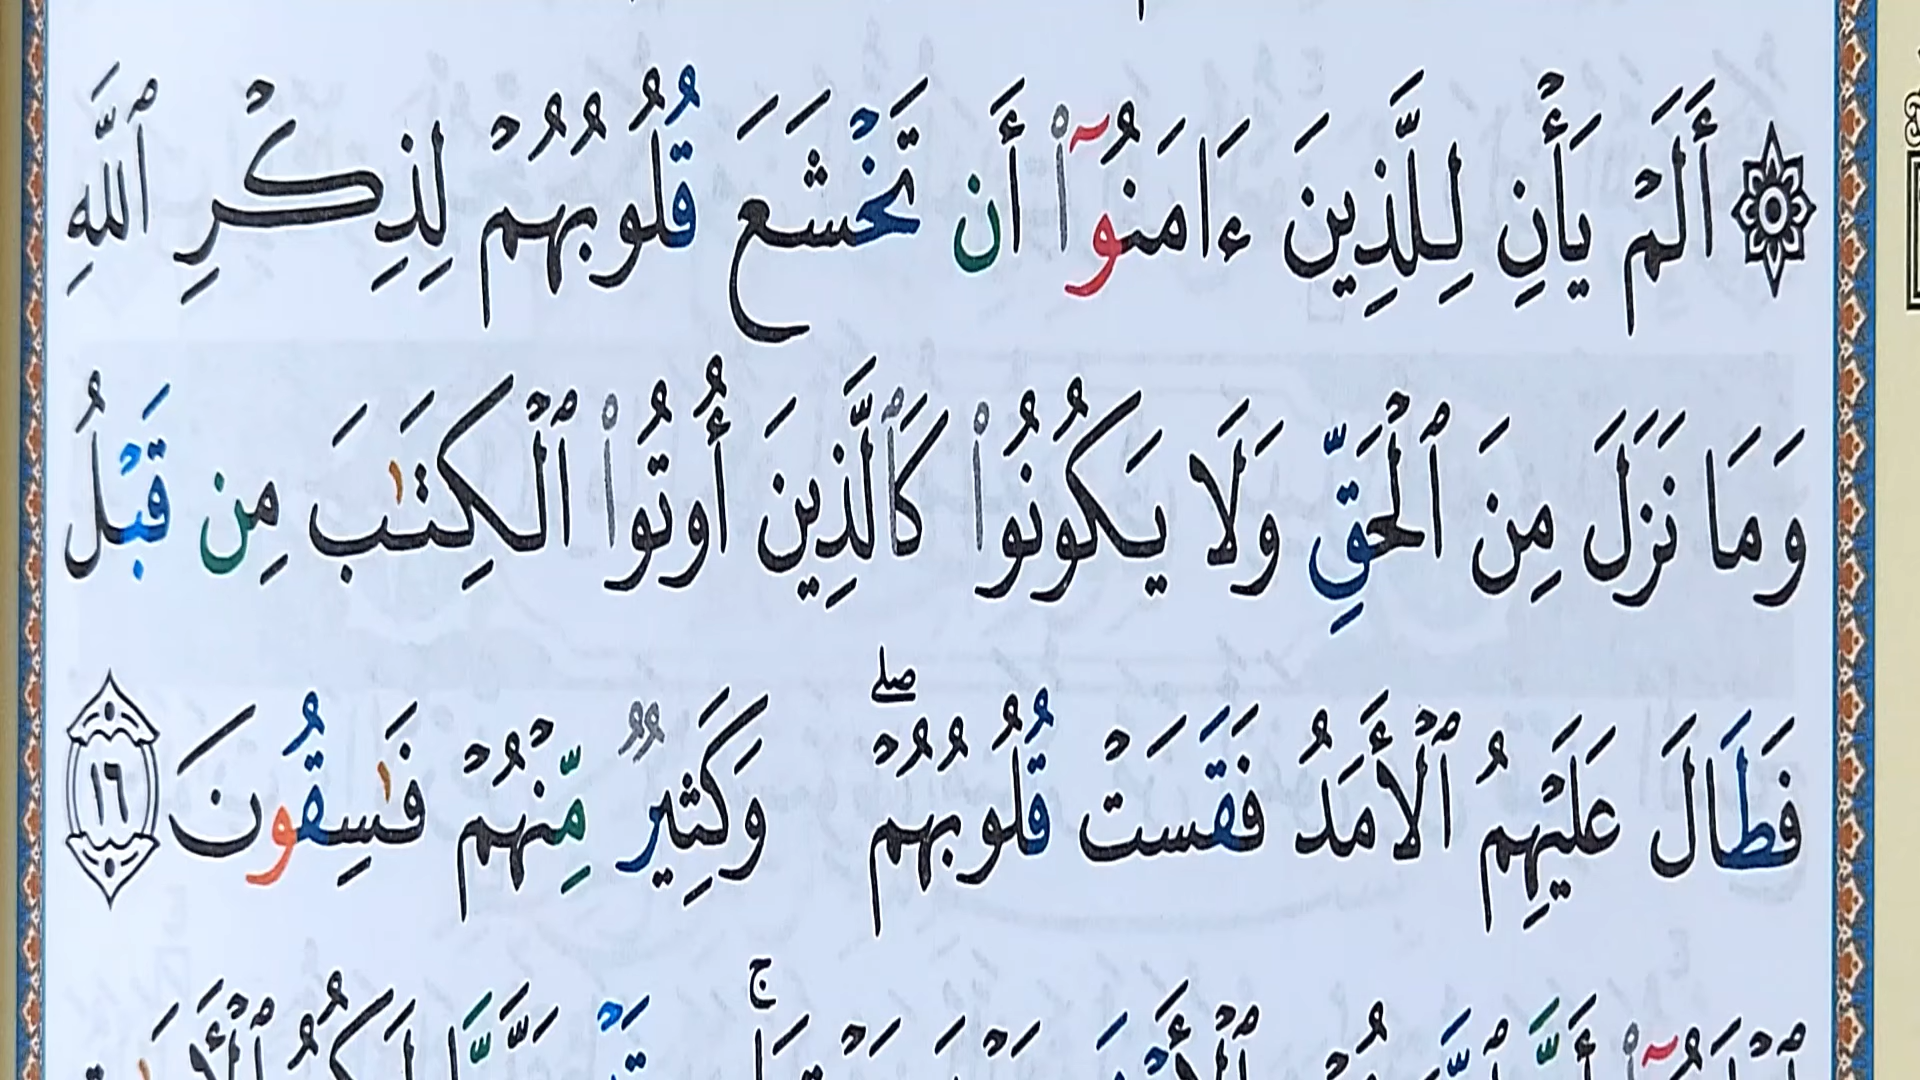 ۞ أَلَمْ يَأْنِ لِلَّذِينَ ءَامَنُوٓا۟ أَن تَخْشَعَ قُلُوبُهُمْ لِذِكْرِ ٱللَّهِ
وَمَا نَزَلَ مِنَ ٱلْحَقِّ وَلَا يَكُونُوا۟ كَٱلَّذِينَ أُوتُوا۟ ٱلْكِتَـٰبَ مِن قَبْلُ
فَطَالَ عَلَيْهِمُ ٱلْأَمَدُ فَقَسَتْ قُلُوبُهُمْ ۖ وَكَثِيرٌ مِّنْهُمْ فَـٰسِقُونَ ١٦